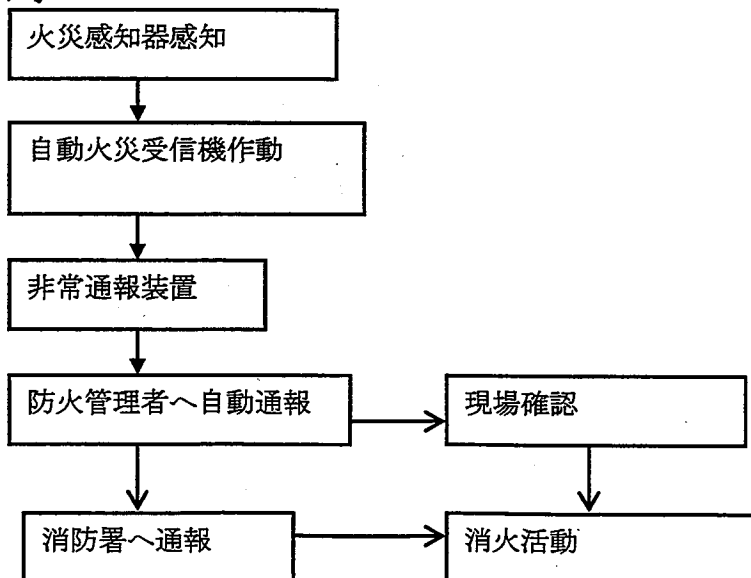 火災感知器感知
自動火災受信機作動
非常通報装置
防火管理者へ自動通報
現場確認
消防署へ通報
消火活動